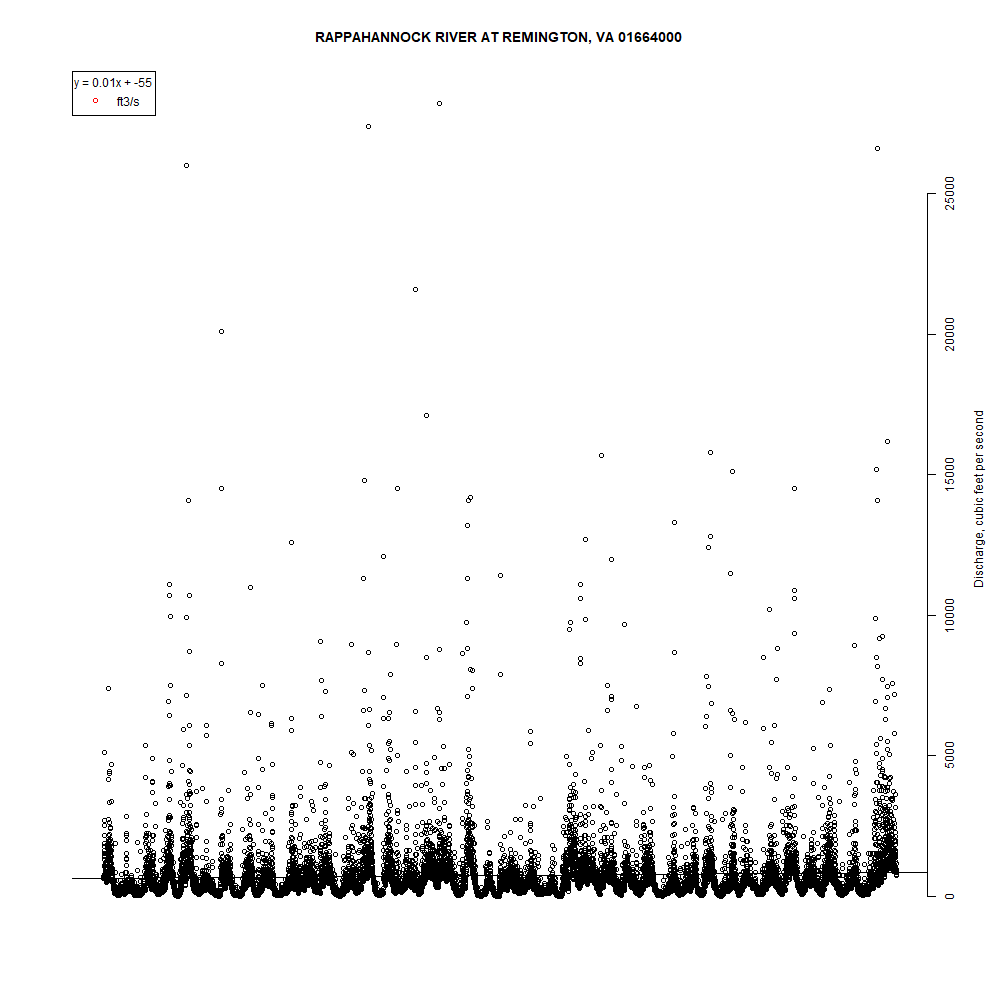 RAPPAHANNOCK RIVER AT REMINGTON, VA 01664000
y = 0.01x + -55
ft3/s
25000
20000
15000
10000
5000
0
Discharge, cubic feet per second